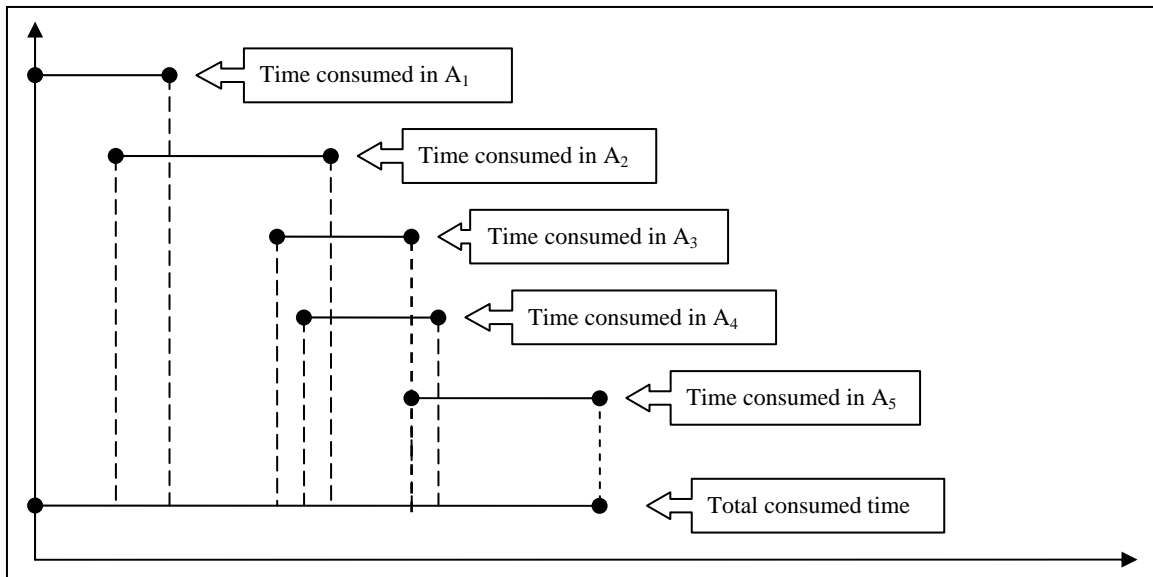 Time consumed in A₁
Time consumed in A₂
Time consumed in A₃
Time consumed in A₄
Time consumed in A₅
Total consumed time